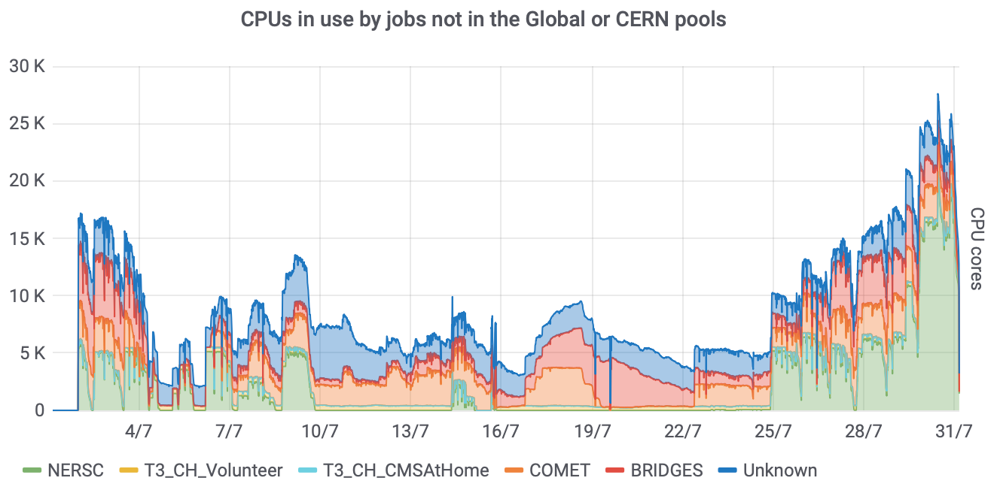 CPUs in use by jobs not in the Global or CERN pools
30 K
25 K
20 K
15 K
10 K
5 K
0
4/7 7/7 10/7 13/7 16/7 19/7 22/7 25/7 28/7 31/7
CPU cores
NERSC T3_CH_Volunteer T3_CH_CMSAtHome COMET BRIDGES Unknown